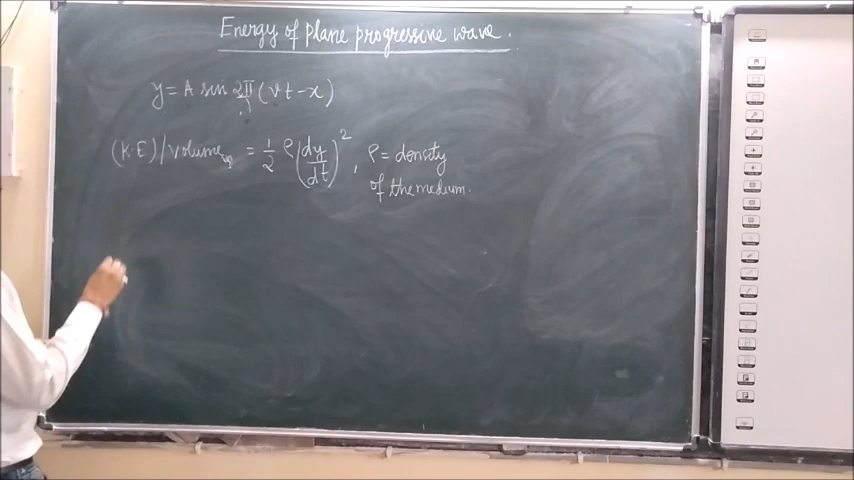 Energy of plane progressive wave.
y = A sin 2π/λ (vt - x)
(K.E)/volume = 1/2 ρ (dy/dt)^2, ρ = density
of the medium.